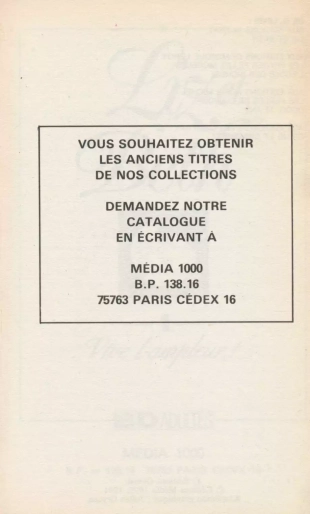 VOUS SOUHAITEZ OBTENIR
LES ANCIENS TITRES
DE NOS COLLECTIONS
DEMANDEZ NOTRE
CATALOGUE
EN ÉCRIVANT À
MÉDIA 1000
B.P. 138.16
75763 PARIS CÉDEX 16